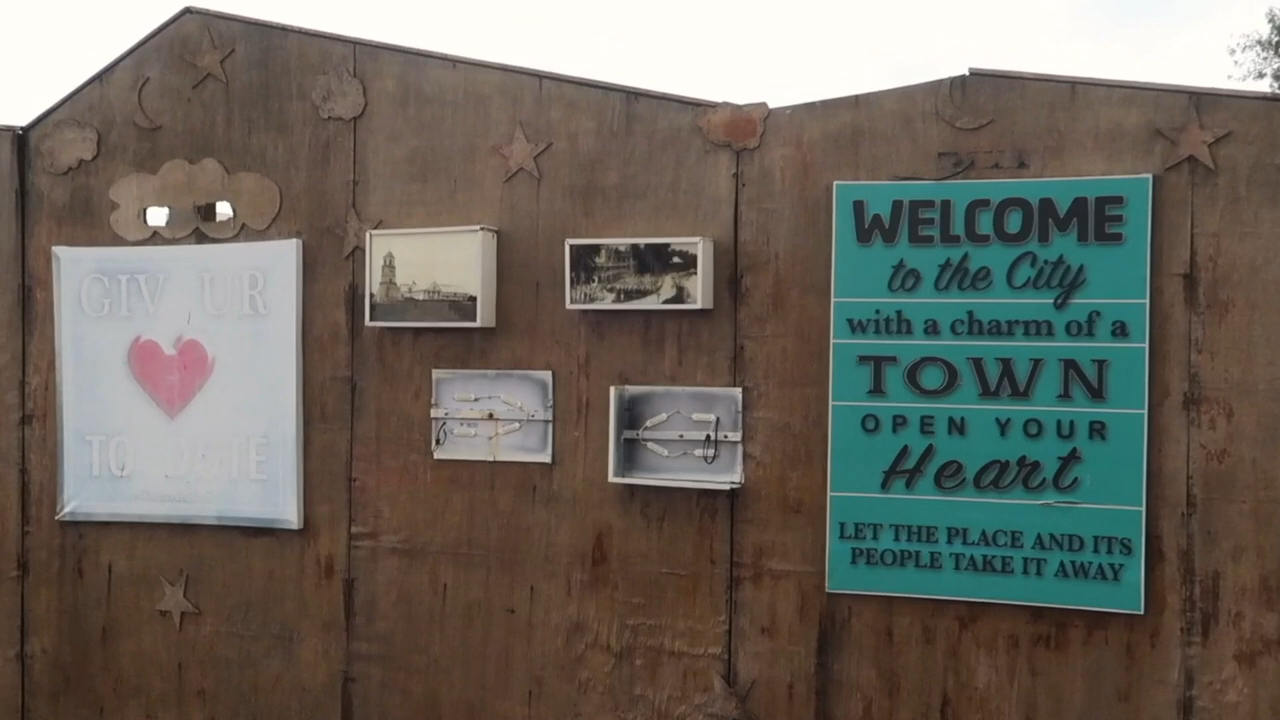 GIV UR
TO
WELCOME
to the City
with a charm of a
TOWN
OPEN YOUR
Heart
LET THE PLACE AND ITS
PEOPLE TAKE IT AWAY